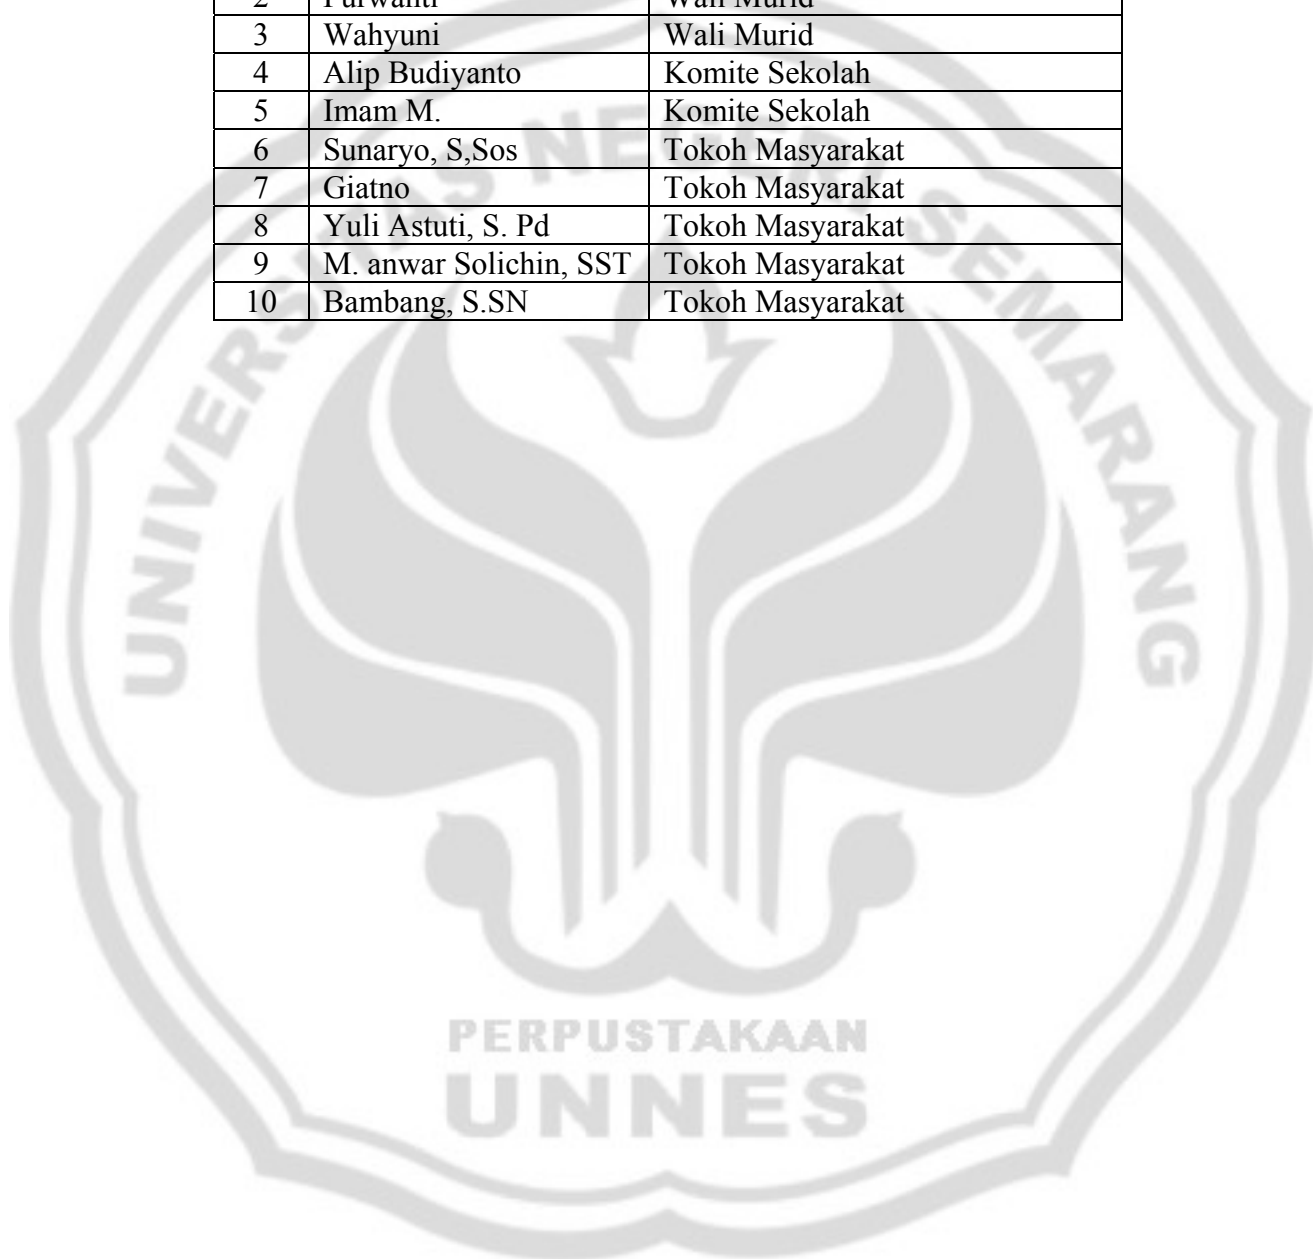 2 Purwanti Wali Murid
3 Wahyuni Wali Murid
4 Alip Budiyanto Komite Sekolah
5 Imam M. Komite Sekolah
6 Sunaryo, S,Sos Tokoh Masyarakat
7 Giatno Tokoh Masyarakat
8 Yuli Astuti, S. Pd Tokoh Masyarakat
9 M. anwar Solichin, SST Tokoh Masyarakat
10 Bambang, S.SN Tokoh Masyarakat
UNIVERSITAS NEGERI SEMARANG
PERPUSTAKAAN
UNNES